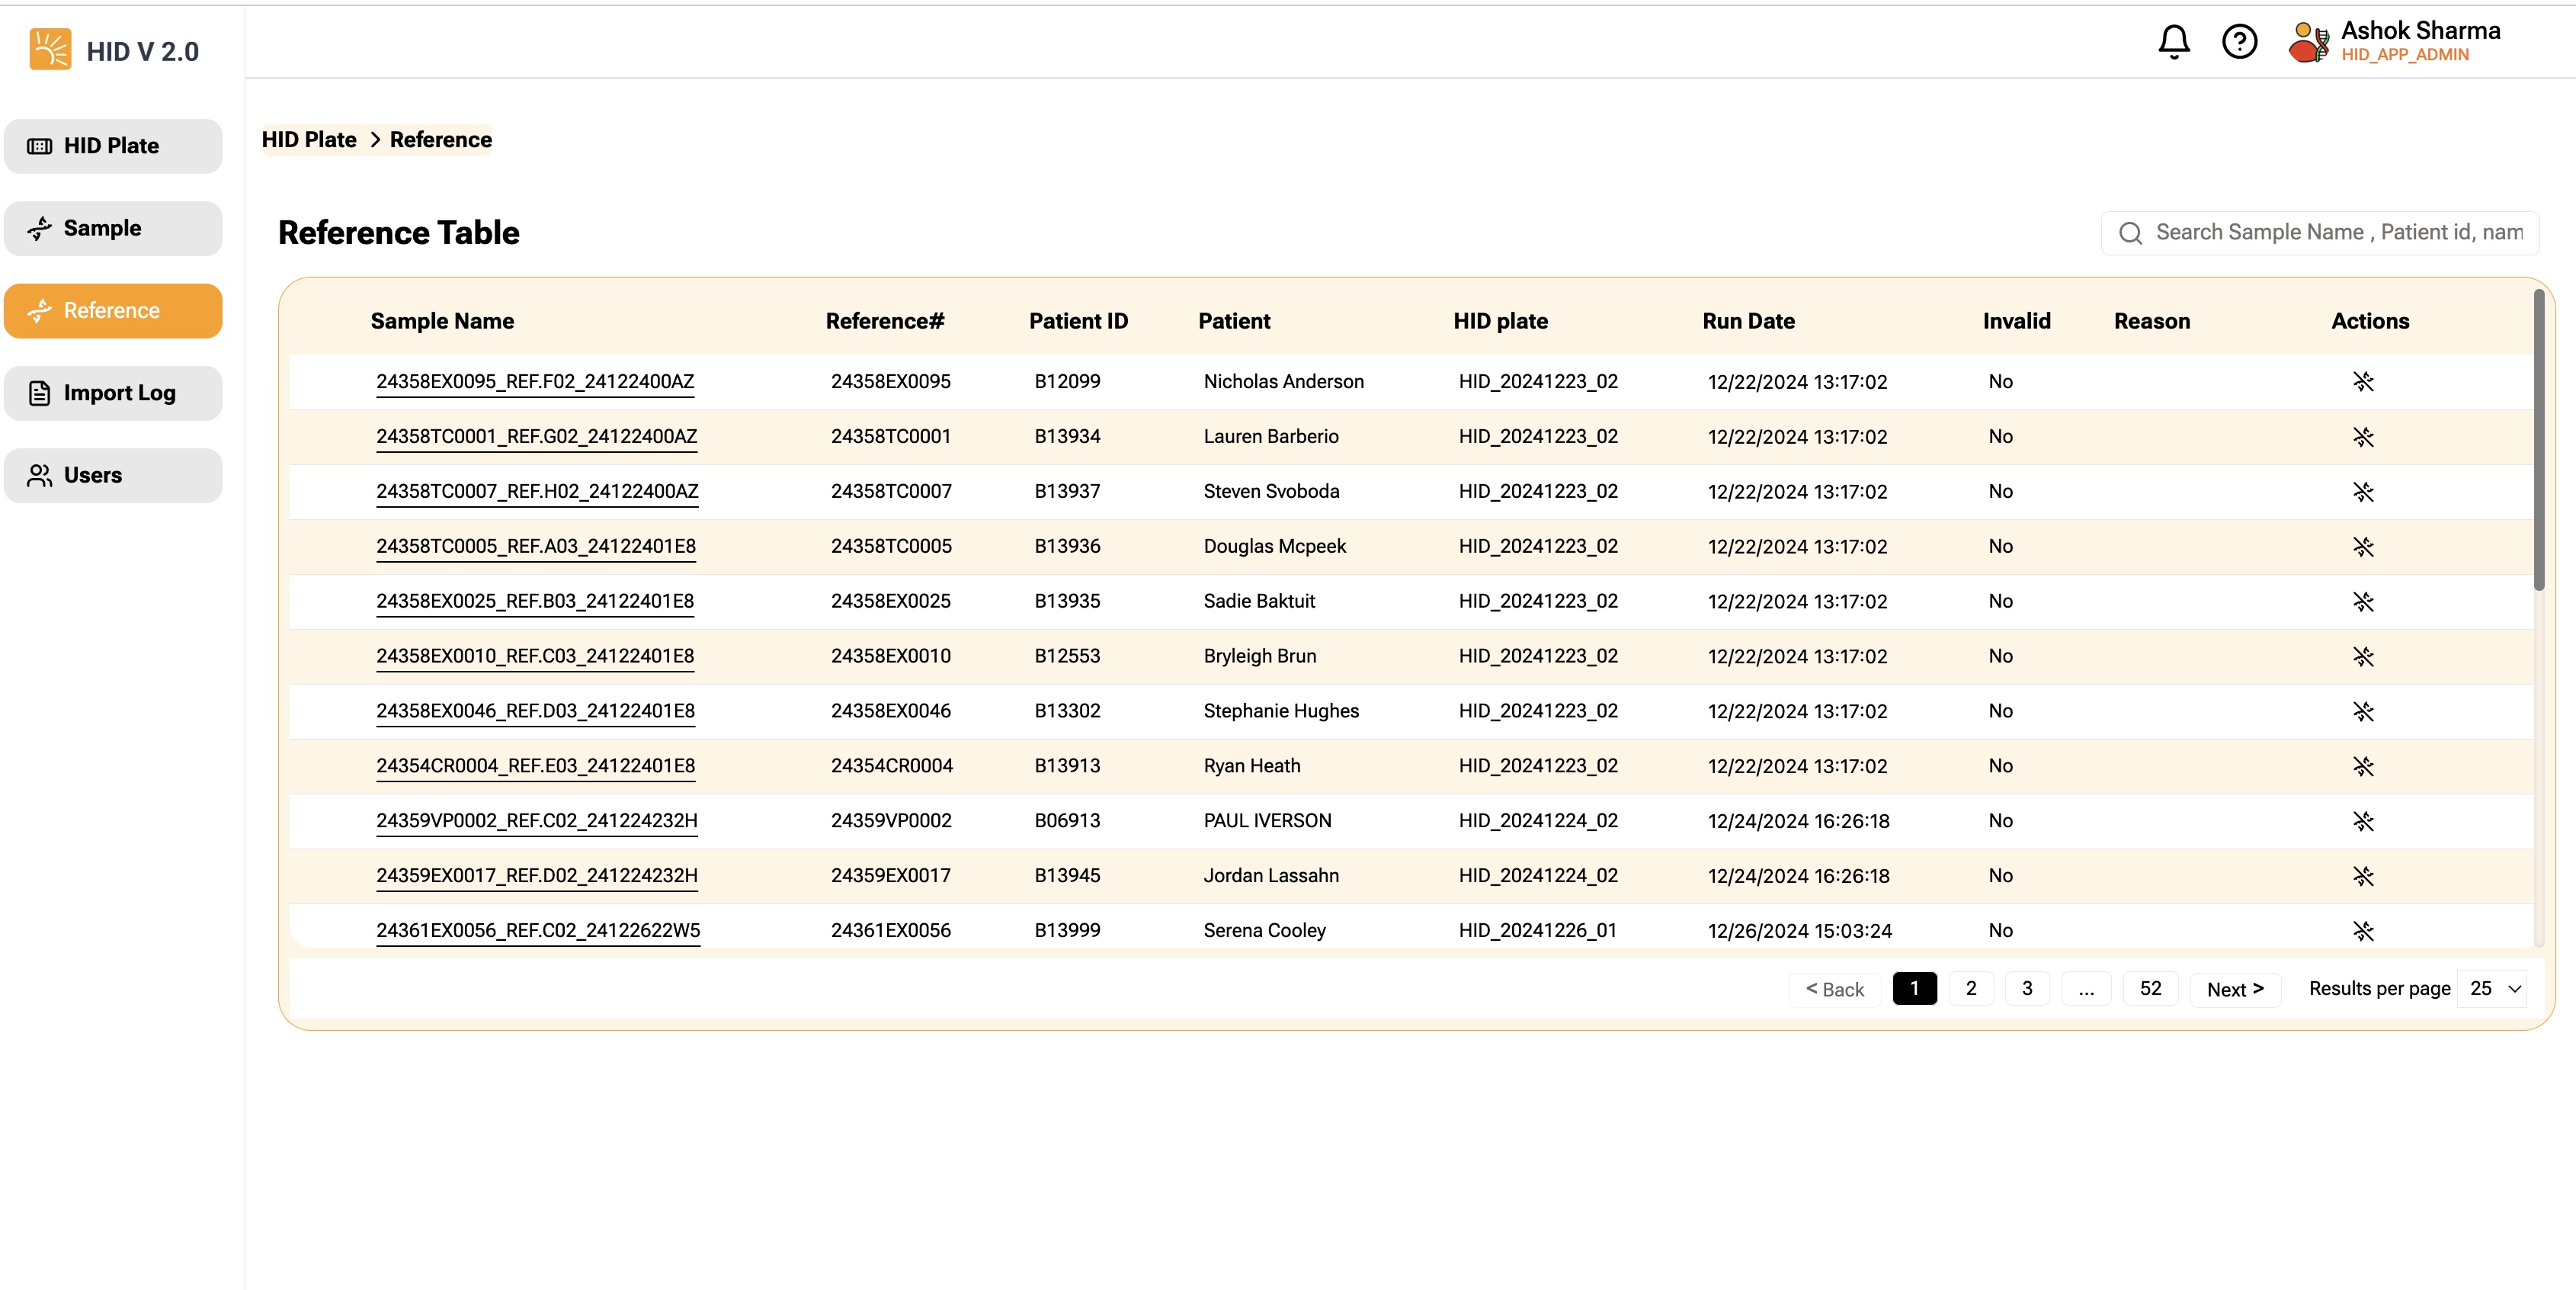 HID V 2.0
Ashok Sharma
HID_APP_ADMIN
HID Plate
Sample
Reference
Import Log
Users
HID Plate > Reference
Reference Table
Search Sample Name , Patient id, nam
Sample Name Reference# Patient ID Patient HID plate Run Date Invalid Reason Actions
24358EX0095_REF.F02_24122400AZ 24358EX0095 B12099 Nicholas Anderson HID_20241223_02 12/22/2024 13:17:02 No
24358TC0001_REF.G02_24122400AZ 24358TC0001 B13934 Lauren Barberio HID_20241223_02 12/22/2024 13:17:02 No
24358TC0007_REF.H02_24122400AZ 24358TC0007 B13937 Steven Svoboda HID_20241223_02 12/22/2024 13:17:02 No
24358TC0005_REF.A03_24122401E8 24358TC0005 B13936 Douglas Mcpeek HID_20241223_02 12/22/2024 13:17:02 No
24358EX0025_REF.B03_24122401E8 24358EX0025 B13935 Sadie Baktuit HID_20241223_02 12/22/2024 13:17:02 No
24358EX0010_REF.C03_24122401E8 24358EX0010 B12553 Bryleigh Brun HID_20241223_02 12/22/2024 13:17:02 No
24358EX0046_REF.D03_24122401E8 24358EX0046 B13302 Stephanie Hughes HID_20241223_02 12/22/2024 13:17:02 No
24354CR0004_REF.E03_24122401E8 24354CR0004 B13913 Ryan Heath HID_20241223_02 12/22/2024 13:17:02 No
24359VP0002_REF.C02_241224232H 24359VP0002 B06913 PAUL IVERSON HID_20241224_02 12/24/2024 16:26:18 No
24359EX0017_REF.D02_241224232H 24359EX0017 B13945 Jordan Lassahn HID_20241224_02 12/24/2024 16:26:18 No
24361EX0056_REF.C02_24122622W5 24361EX0056 B13999 Serena Cooley HID_20241226_01 12/26/2024 15:03:24 No
< Back 1 2 3 ... 52 Next > Results per page 25